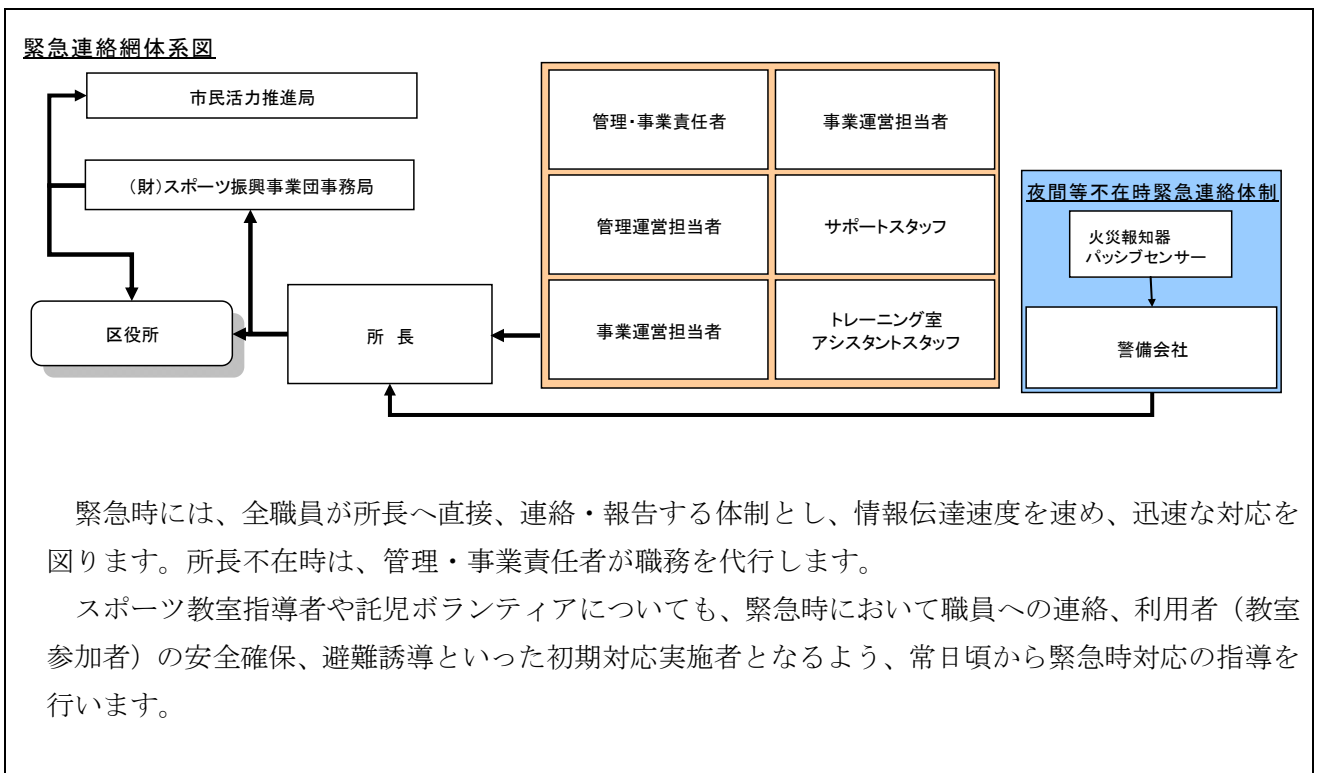 緊急連絡網体系図
市民活力推進局
（財）スポーツ振興事業団事務局
区役所
所 長
管理・事業責任者
事業運営担当者
管理運営担当者
サポートスタッフ
事業運営担当者
トレーニング室
アシスタントスタッフ
夜間等不在時緊急連絡体制
火災報知器
パッシブセンサー
警備会社
緊急時には、全職員が所長へ直接、連絡・報告する体制とし、情報伝達速度を速め、迅速な対応を
図ります。所長不在時は、管理・事業責任者が職務を代行します。
スポーツ教室指導者や託児ボランティアについても、緊急時において職員への連絡、利用者（教室
参加者）の安全確保、避難誘導といった初期対応実施者となるよう、常日頃から緊急時対応の指導を
行います。